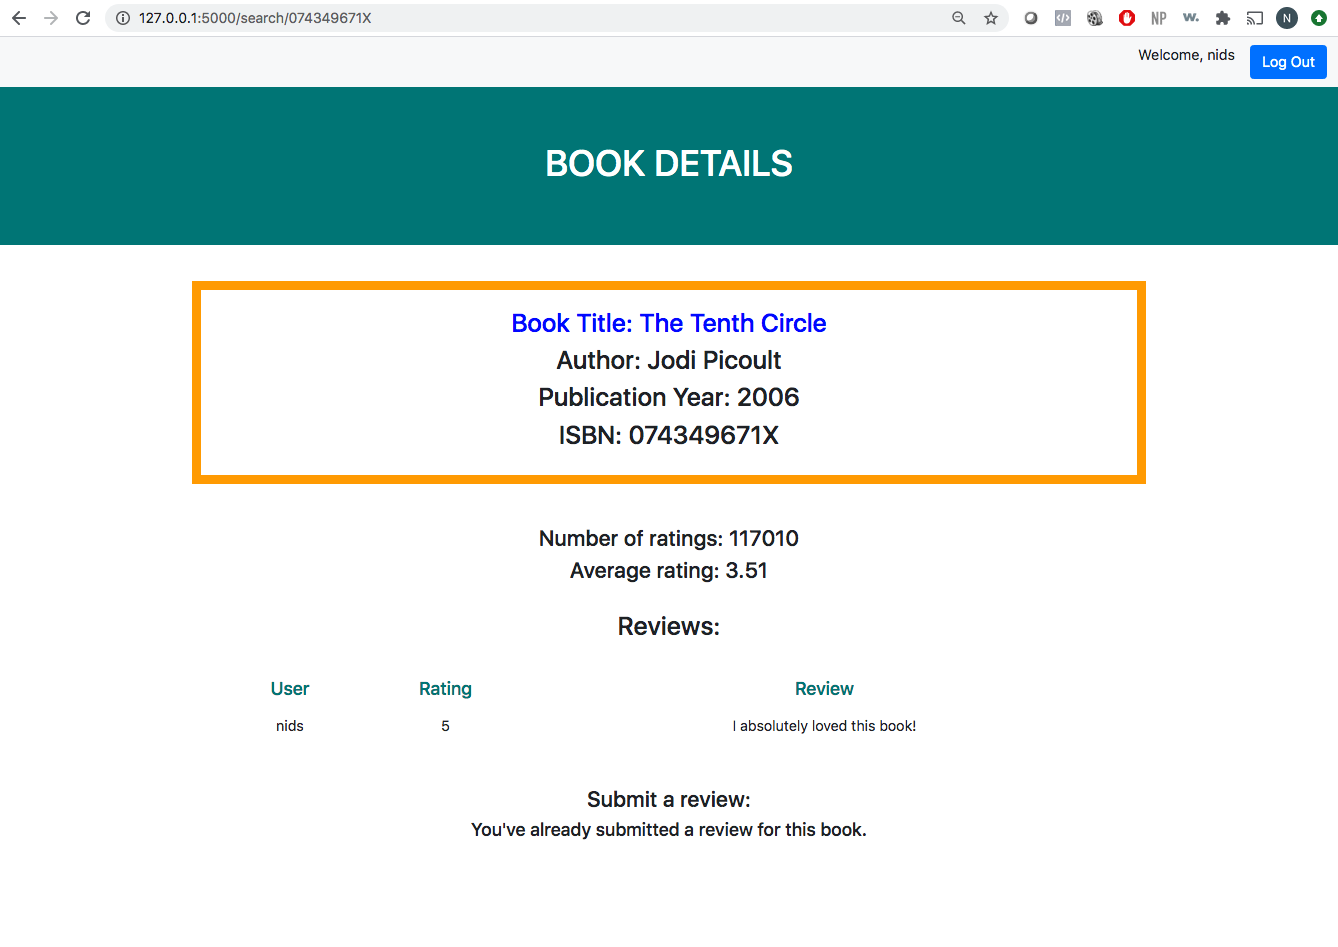 127.0.0.1:5000/search/074349671X
NP
w.
N
Welcome, nids
Log Out
BOOK DETAILS
Book Title: The Tenth Circle
Author: Jodi Picoult
Publication Year: 2006
ISBN: 074349671X
Number of ratings: 117010
Average rating: 3.51
Reviews:
User Rating Review
nids 5 I absolutely loved this book!
Submit a review:
You've already submitted a review for this book.